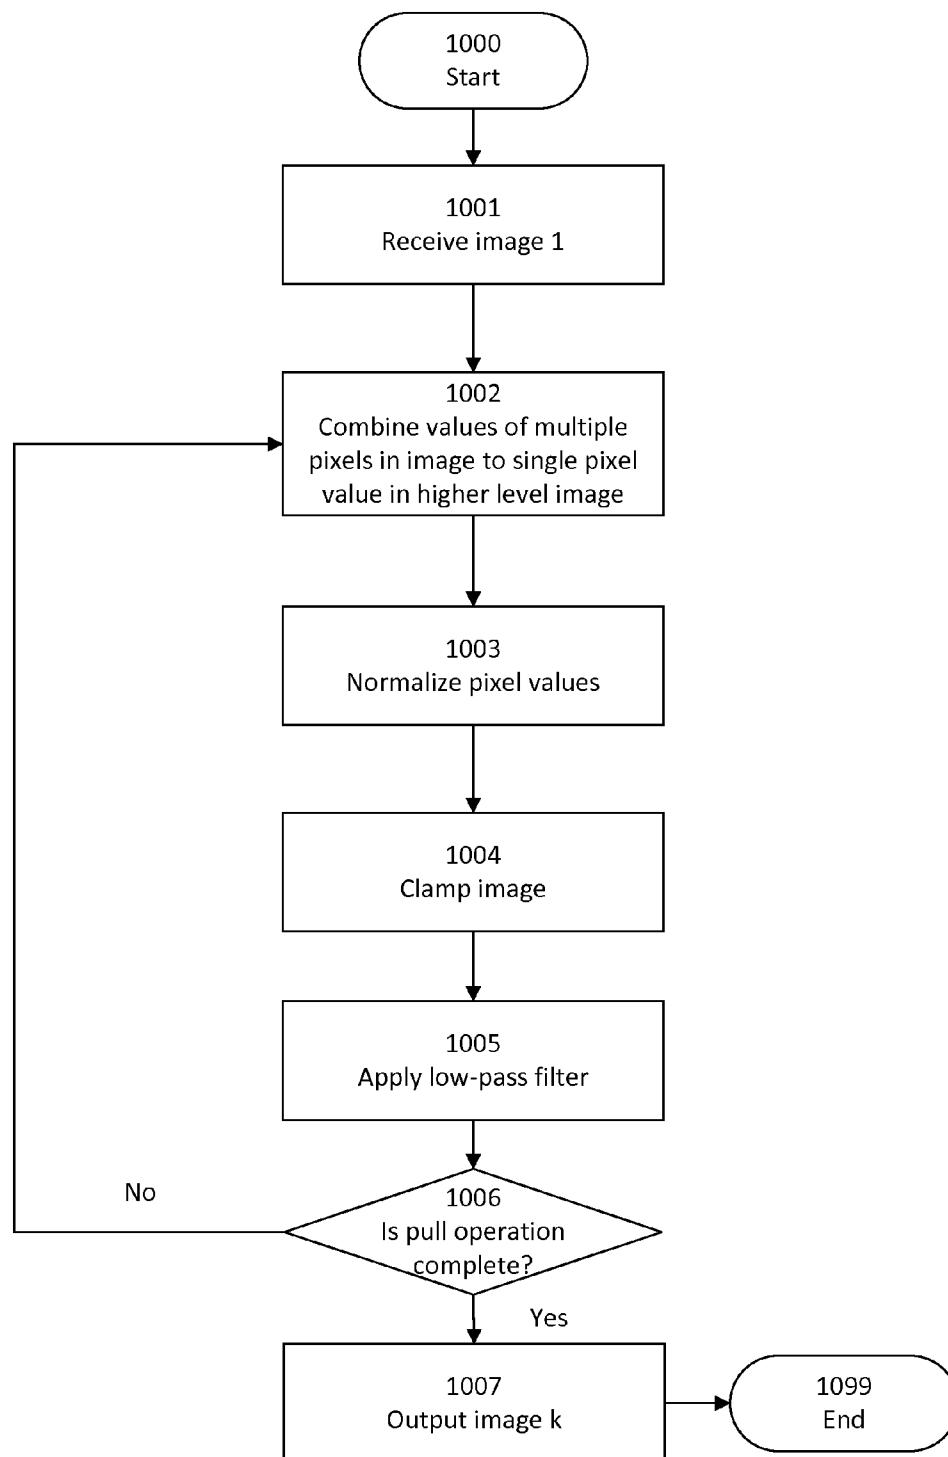 1000
Start
1001
Receive image 1
1002
Combine values of multiple
pixels in image to single pixel
value in higher level image
1003
Normalize pixel values
1004
Clamp image
1005
Apply low-pass filter
1006
Is pull operation
complete?
No
Yes
1007
Output image k
1099
End